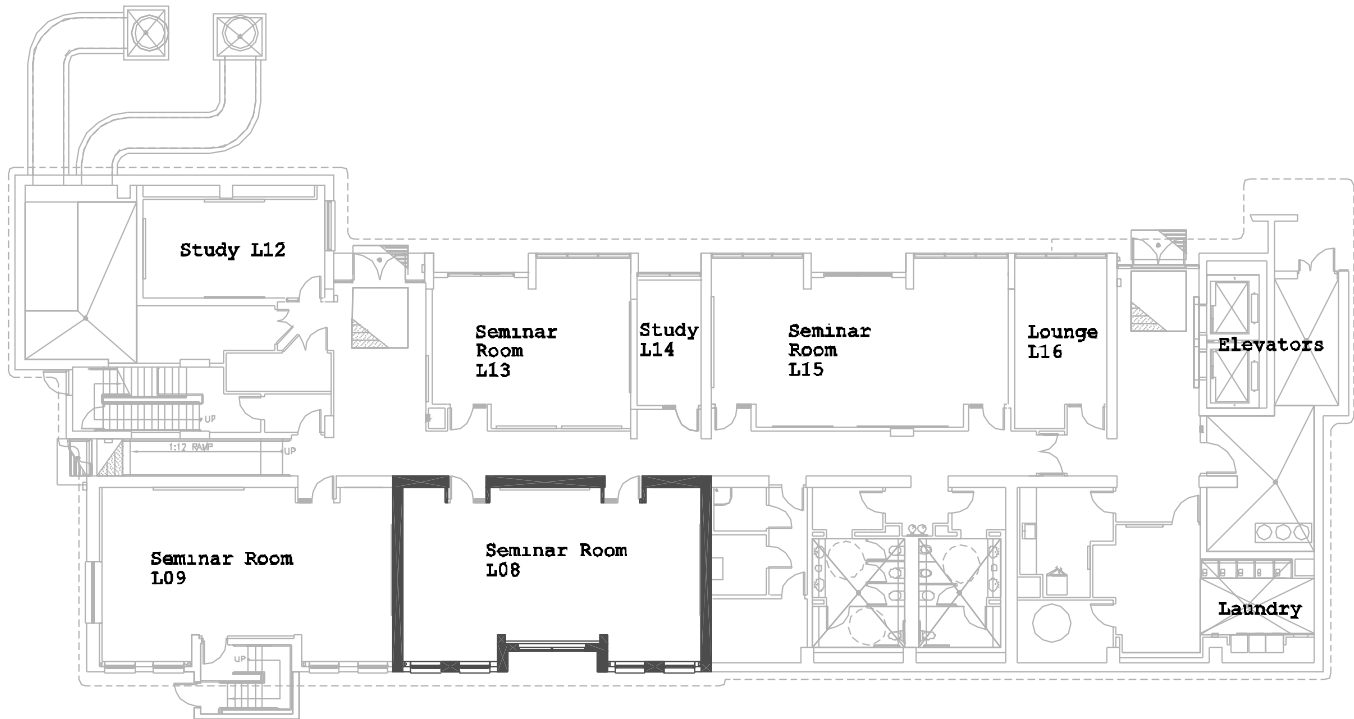 Study L12
Seminar
Room
L13
Study
L14
Seminar
Room
L15
Lounge
L16
Elevators
UP
1:12 RAMP
UP
Seminar Room
L09
Seminar Room
L08
Laundry
UP